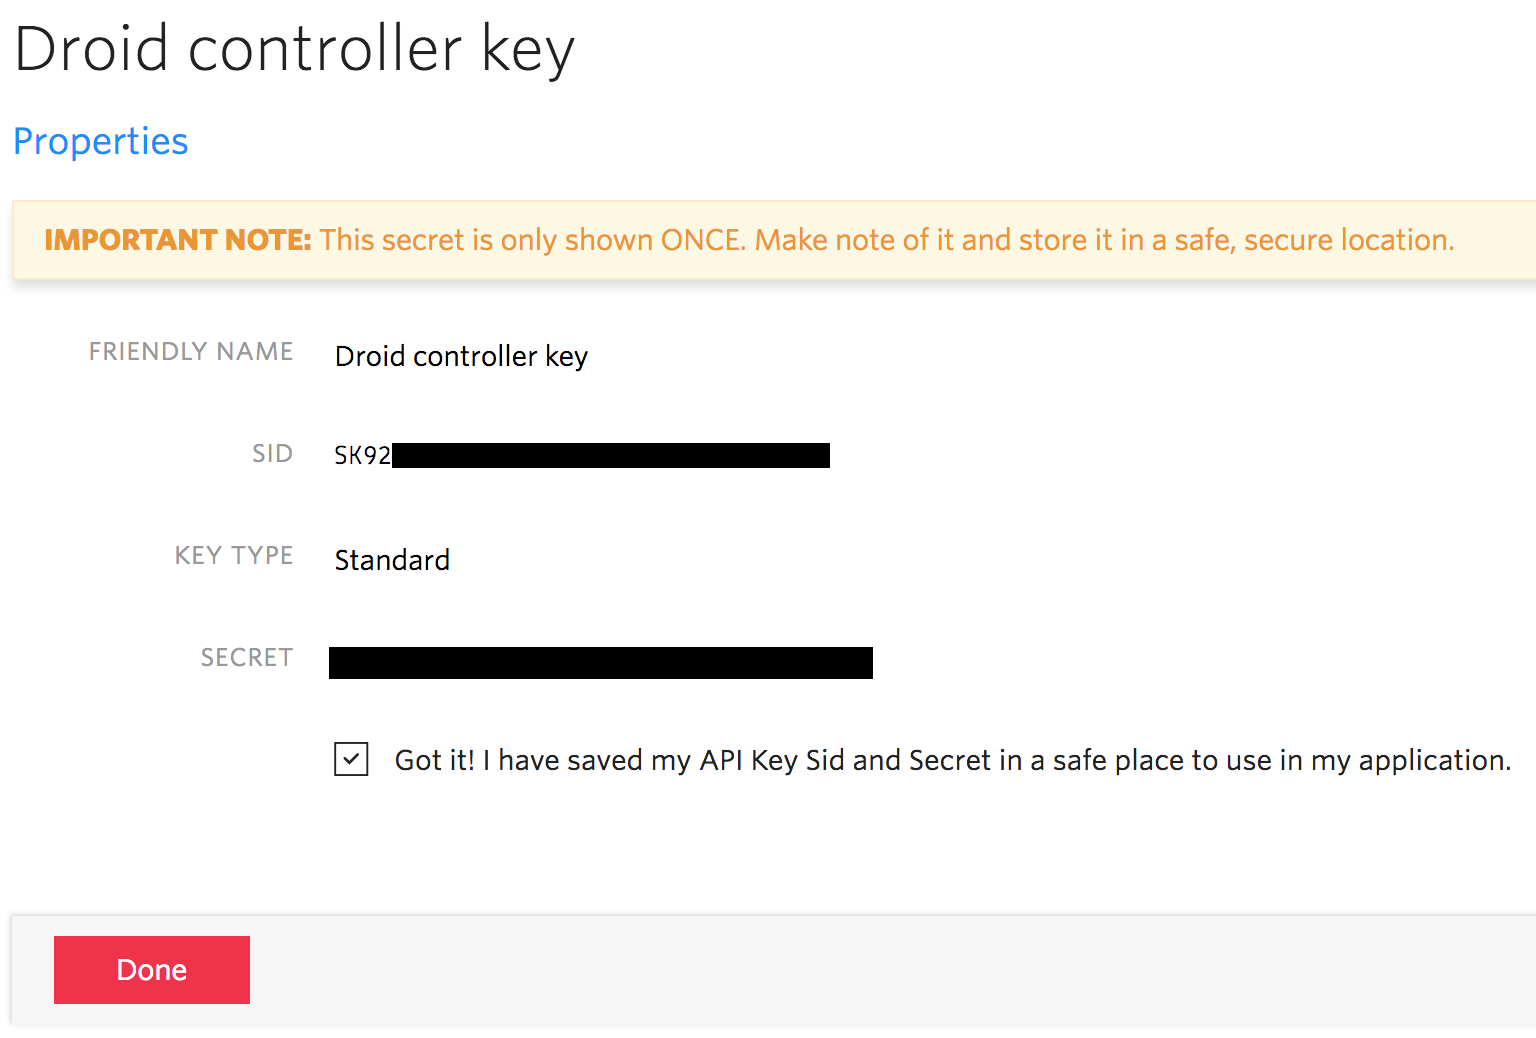 Droid controller key
Properties
IMPORTANT NOTE: This secret is only shown ONCE. Make note of it and store it in a safe, secure location.
FRIENDLY NAME Droid controller key
SID SK92
KEY TYPE Standard
SECRET
Got it! I have saved my API Key Sid and Secret in a safe place to use in my application.
Done